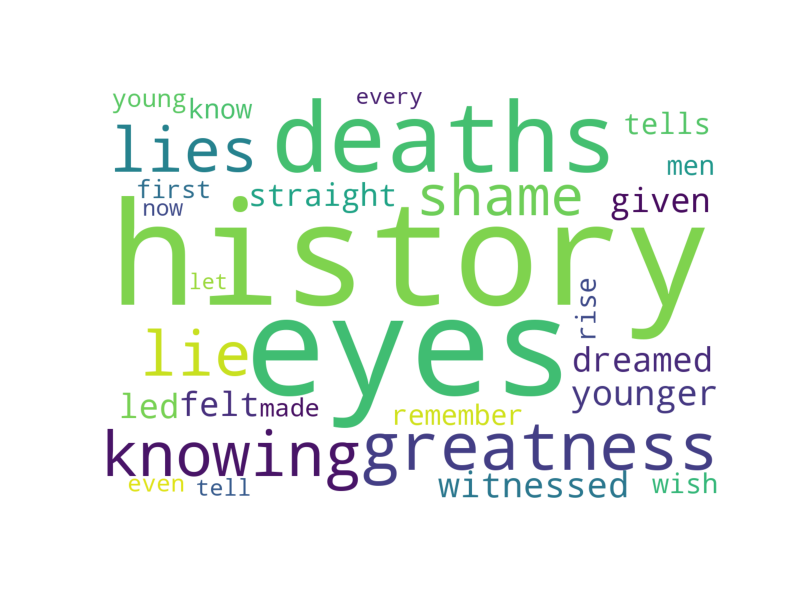 young know every deaths tells
lies men
first now straight shame given
history
let rise
lie eyes dreamed
younger
led felt made remember
knowing greatness
even tell witnessed wish